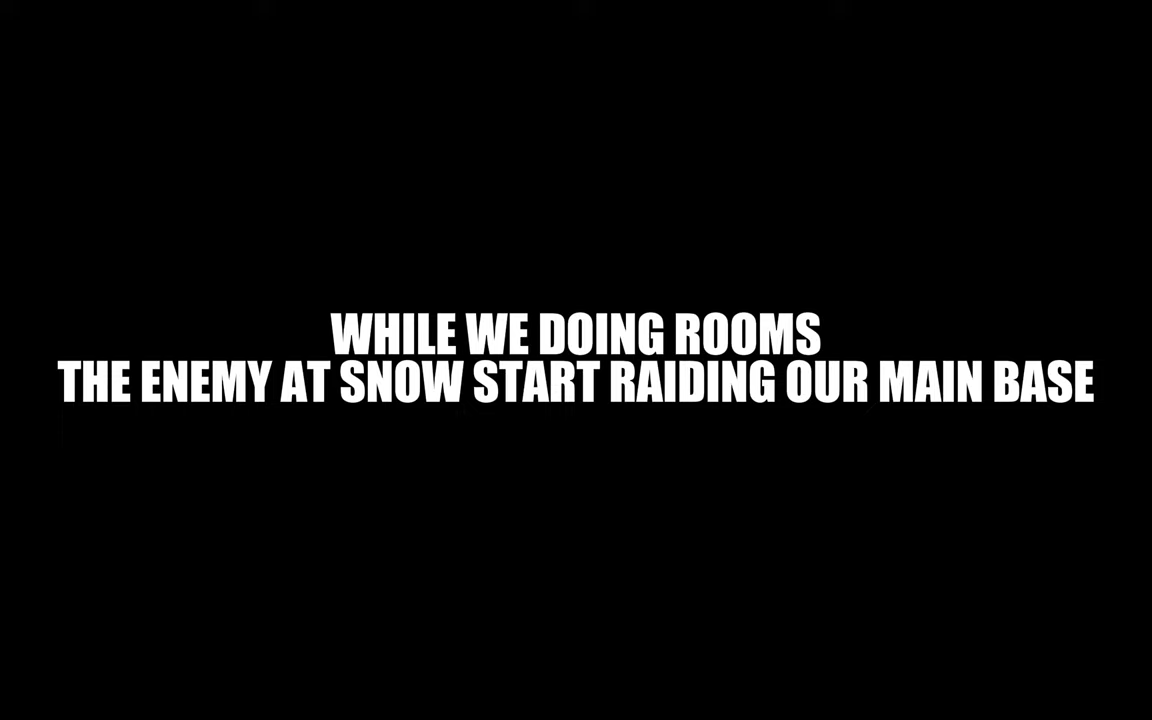 WHILE WE DOING ROOMS
THE ENEMY AT SNOW START RAIDING OUR MAIN BASE